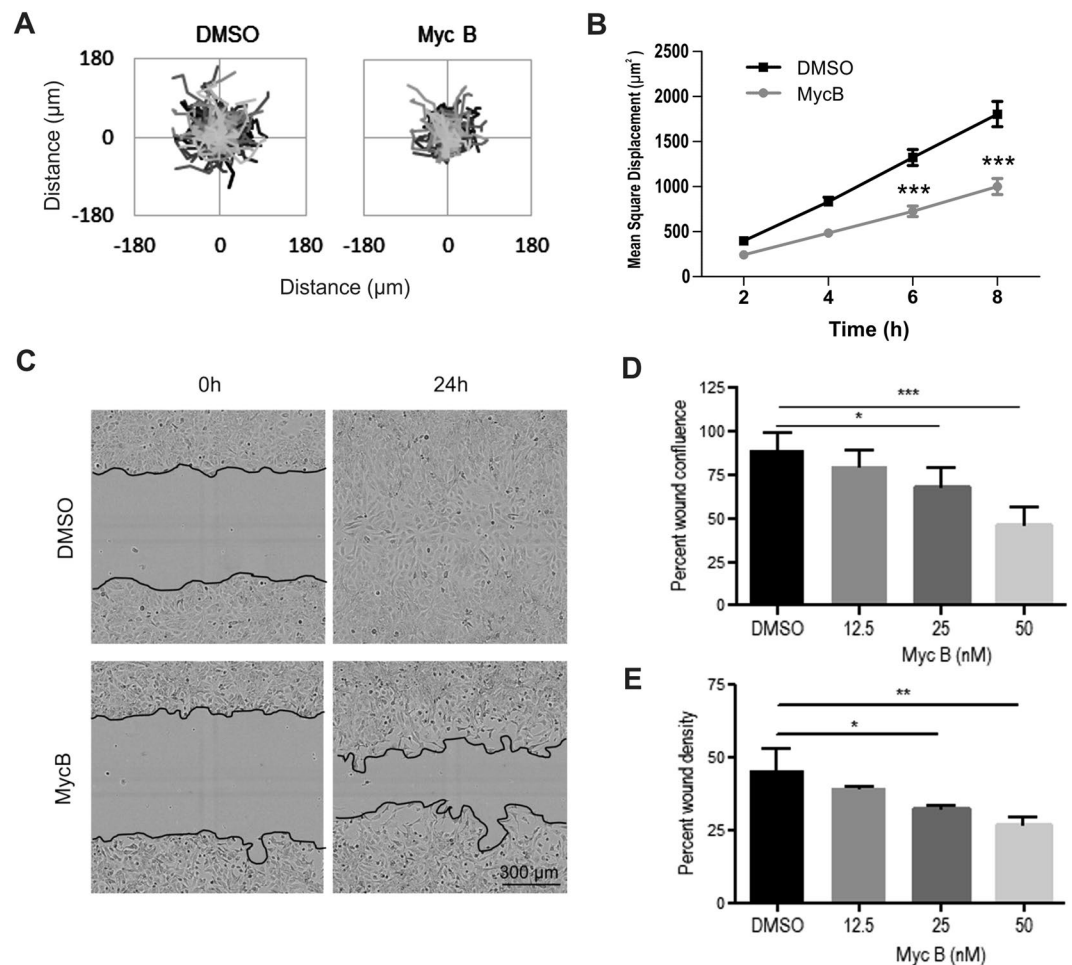 A
DMSO
Myc B
Distance (µm)
180
0
-180
-180 0 180 -180 0 180
Distance (µm)
B
Mean Square Displacement (µm²)
2500
2000
1500
1000
500
0
DMSO
MycB
***
***
2 4 6 8
Time (h)
C
0h 24h
DMSO
MycB
300 µm
D
Percent wound confluence
125
100
75
50
25
0
***
*
DMSO 12.5 25 50
Myc B (nM)
E
Percent wound density
75
50
25
0
**
*
DMSO 12.5 25 50
Myc B (nM)